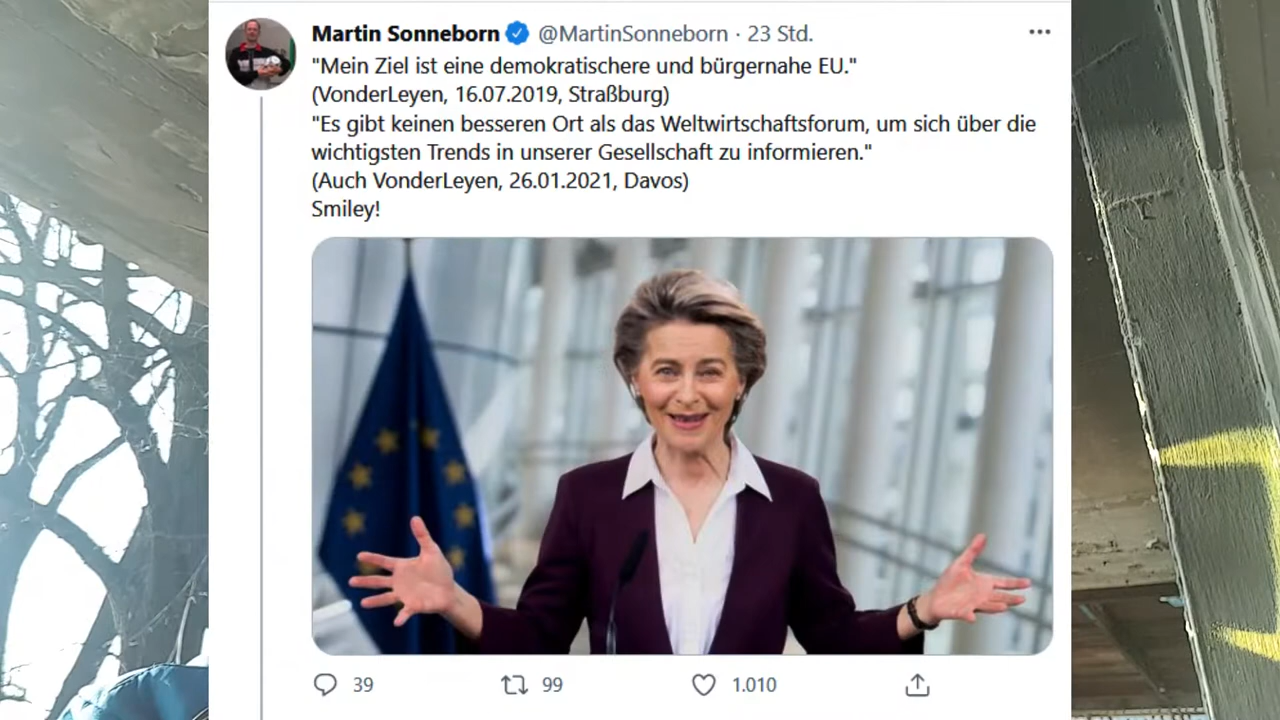 Martin Sonneborn @MartinSonneborn · 23 Std.
"Mein Ziel ist eine demokratischere und bürgernahe EU."
(VonderLeyen, 16.07.2019, Straßburg)
"Es gibt keinen besseren Ort als das Weltwirtschaftsforum, um sich über die
wichtigsten Trends in unserer Gesellschaft zu informieren."
(Auch VonderLeyen, 26.01.2021, Davos)
Smiley!
39 99 1.010